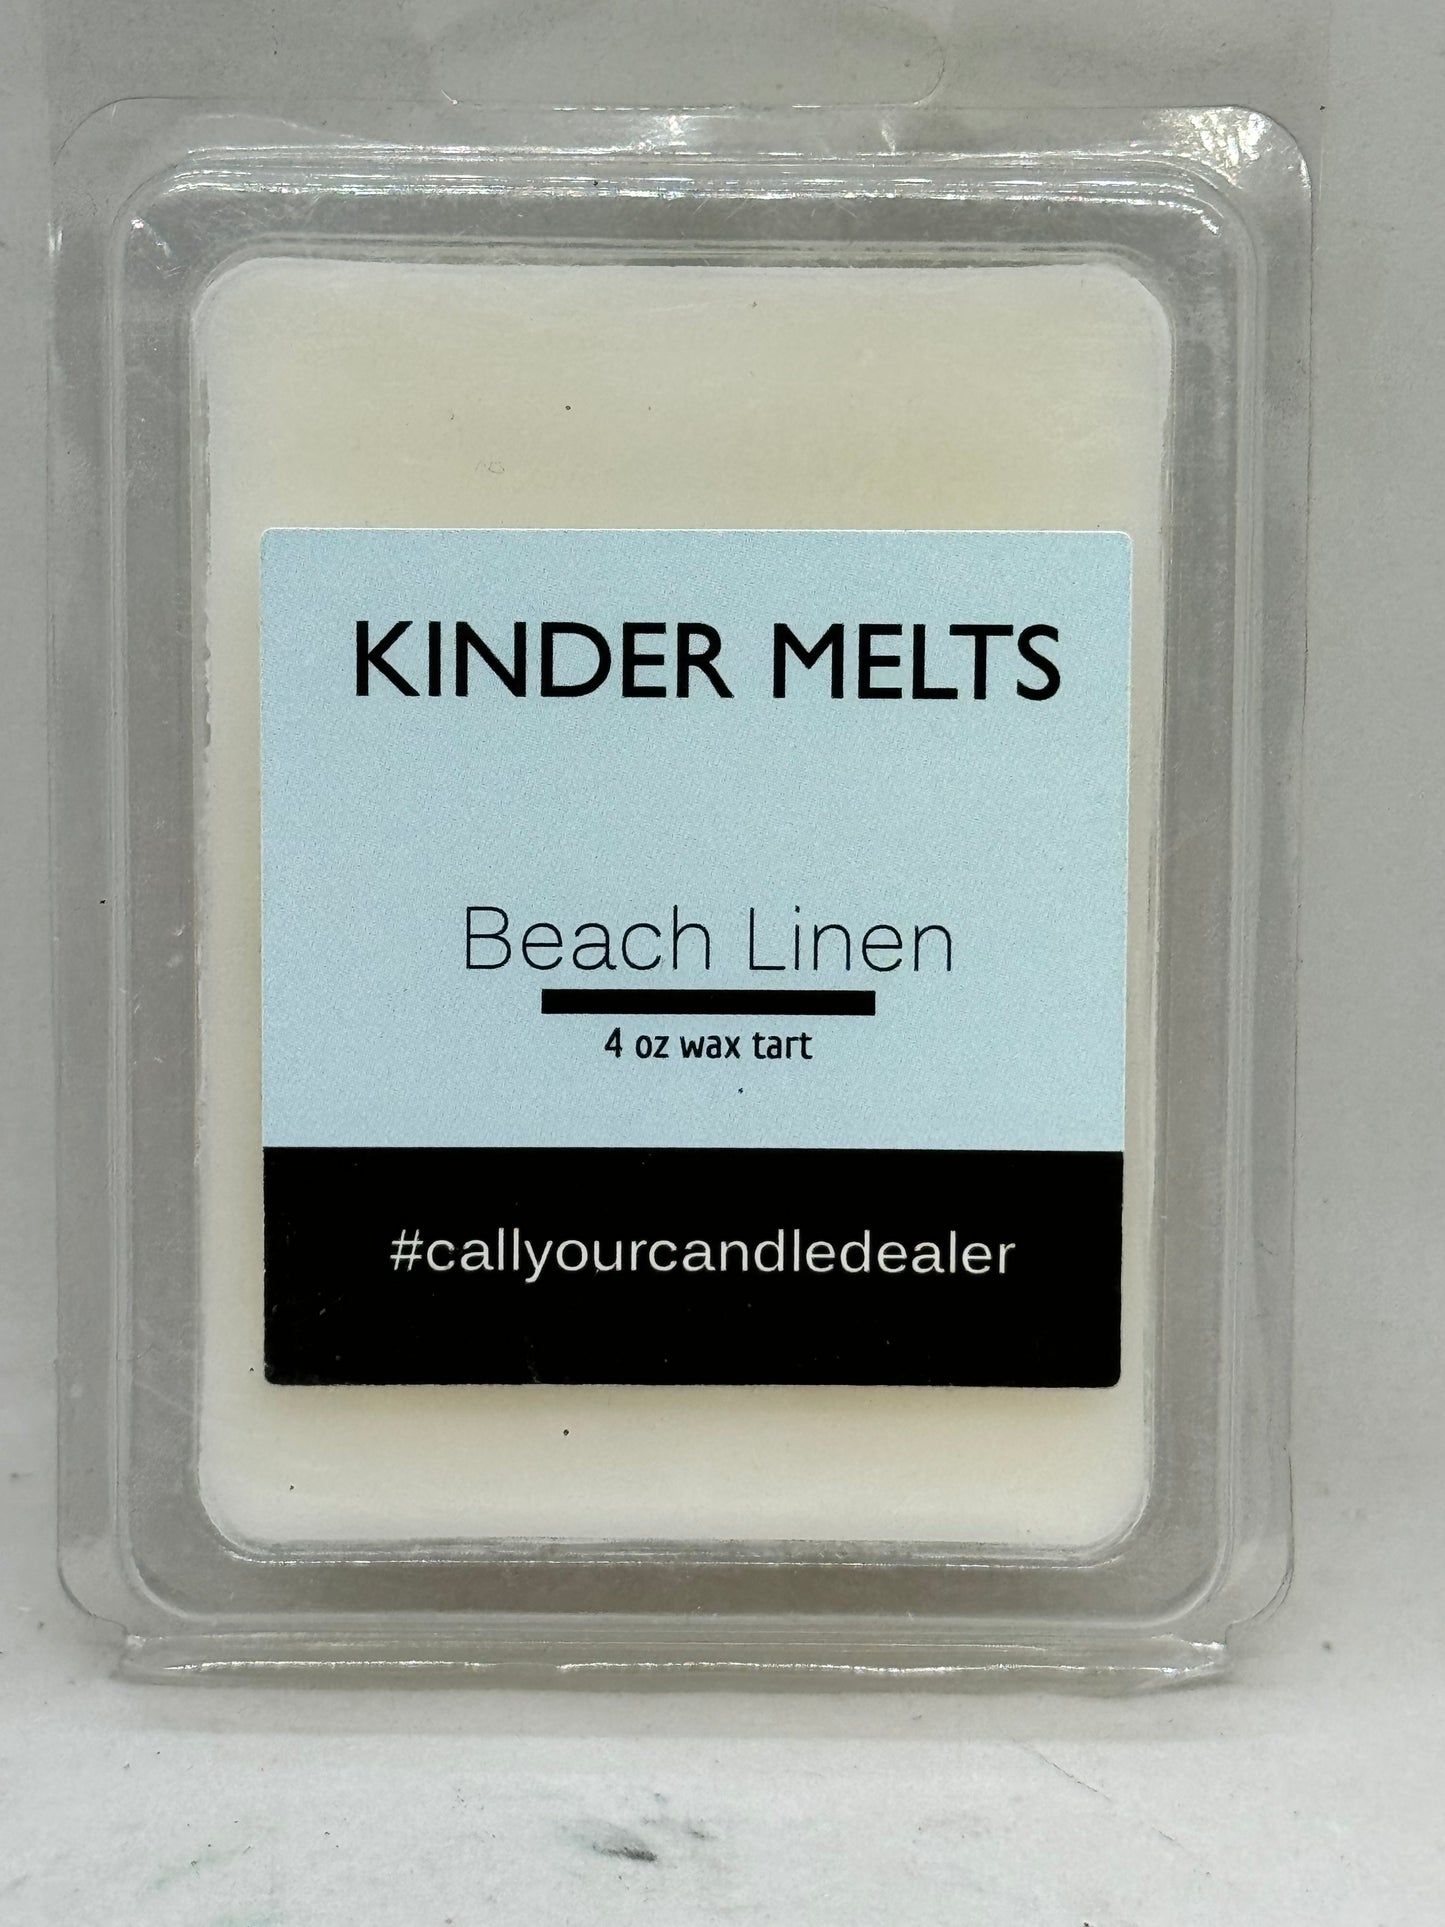 KINDER MELTS
Beach Linen
4 oz wax tart
#callyourcandledealer